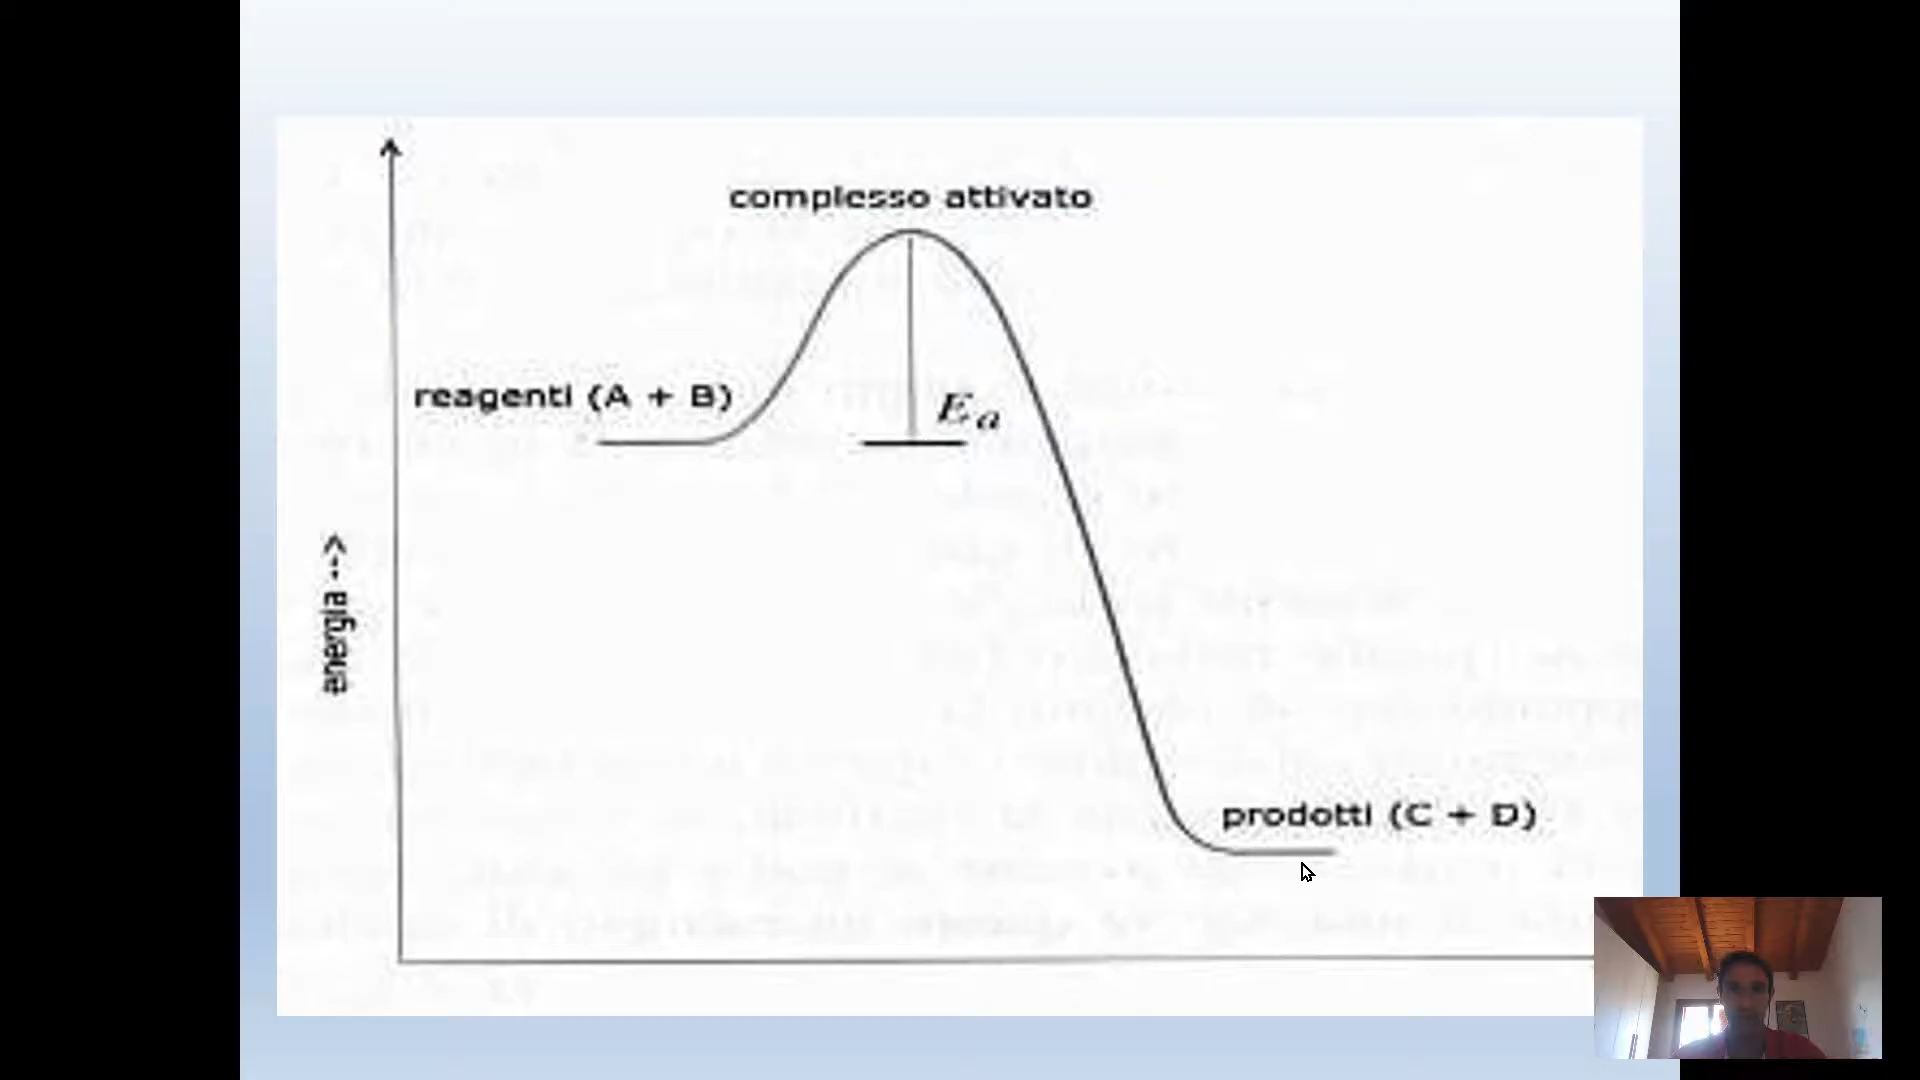 complesso attivato
reagenti (A + B)
Ea
energia -->
prodotti (C + D)